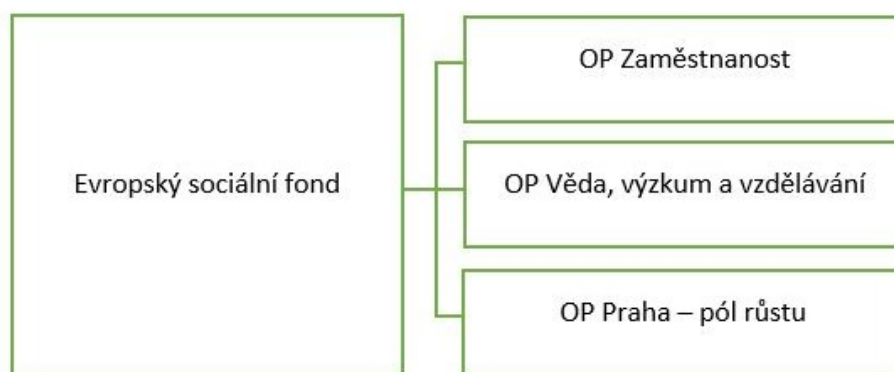 Evropský sociální fond
OP Zaměstnanost
OP Věda, výzkum a vzdělávání
OP Praha – pól růstu